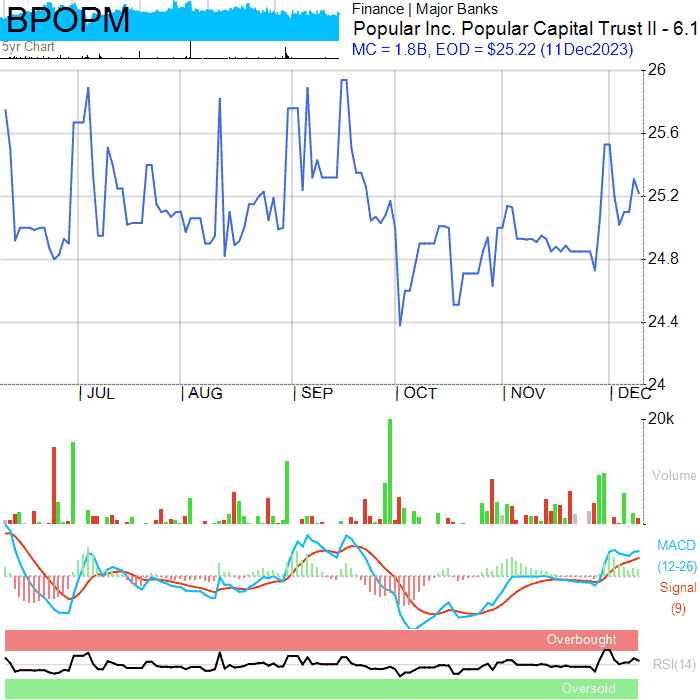 BPOPM
5yr Chart
Finance | Major Banks
Popular Inc. Popular Capital Trust II - 6.1
MC = 1.8B, EOD = $25.22 (11Dec2023)
26
25.6
25.2
24.8
24.4
24
JUL AUG SEP OCT NOV DEC
20k
Volume
MACD
(12-26)
Signal
(9)
Overbought
RSI(14)
Oversold